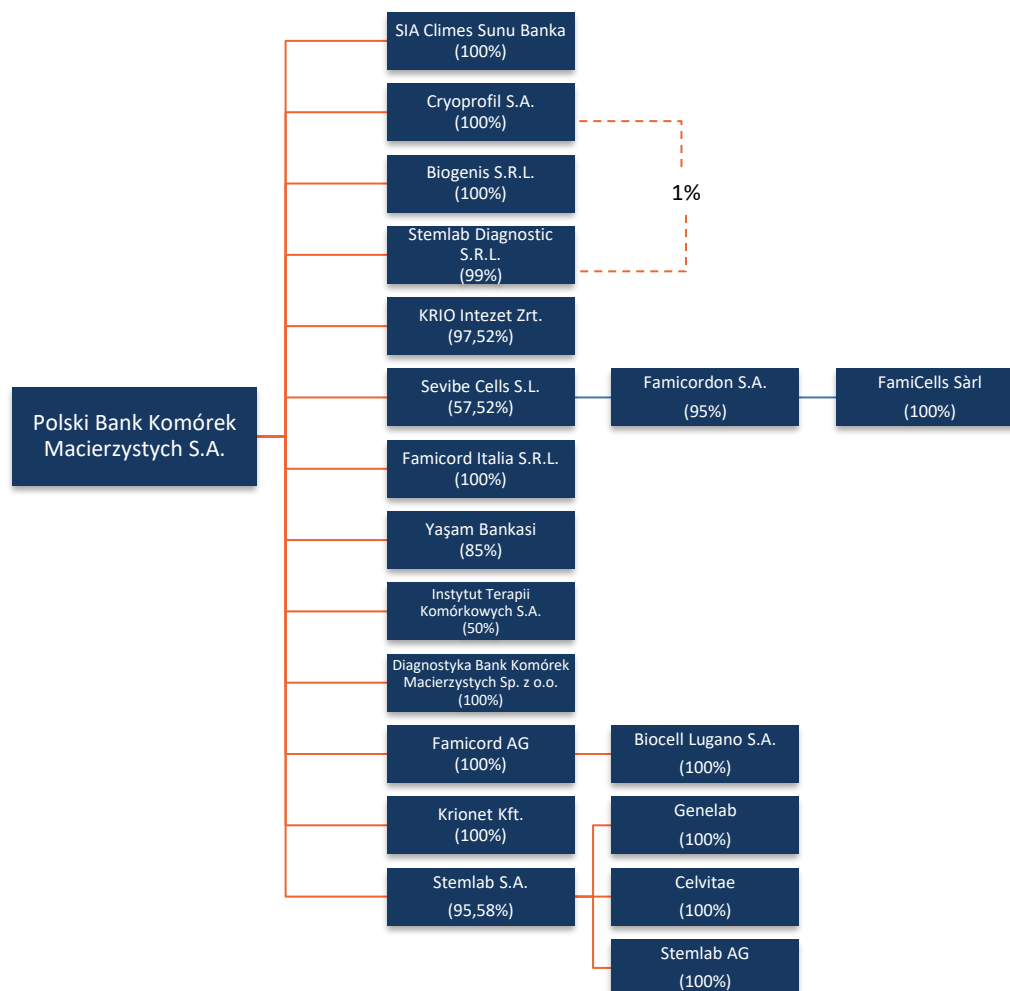 SIA Climes Sunu Banka
(100%)
Cryoprofil S.A.
(100%)
1%
Biogenis S.R.L.
(100%)
Stemlab Diagnostic
S.R.L.
(99%)
KRIO Intezet Zrt.
(97,52%)
Polski Bank Komórek
Macierzystych S.A.
Sevibe Cells S.L.
(57,52%)
Famicordon S.A.
(95%)
FamiCells Sàrl
(100%)
Famicord Italia S.R.L.
(100%)
Yaşam Bankasi
(85%)
Instytut Terapii
Komórkowych S.A.
(50%)
Diagnostyka Bank Komórek
Macierzystych Sp. z o.o.
(100%)
Famicord AG
(100%)
Biocell Lugano S.A.
(100%)
Krionet Kft.
(100%)
Genelab
(100%)
Stemlab S.A.
(95,58%)
Celvitae
(100%)
Stemlab AG
(100%)